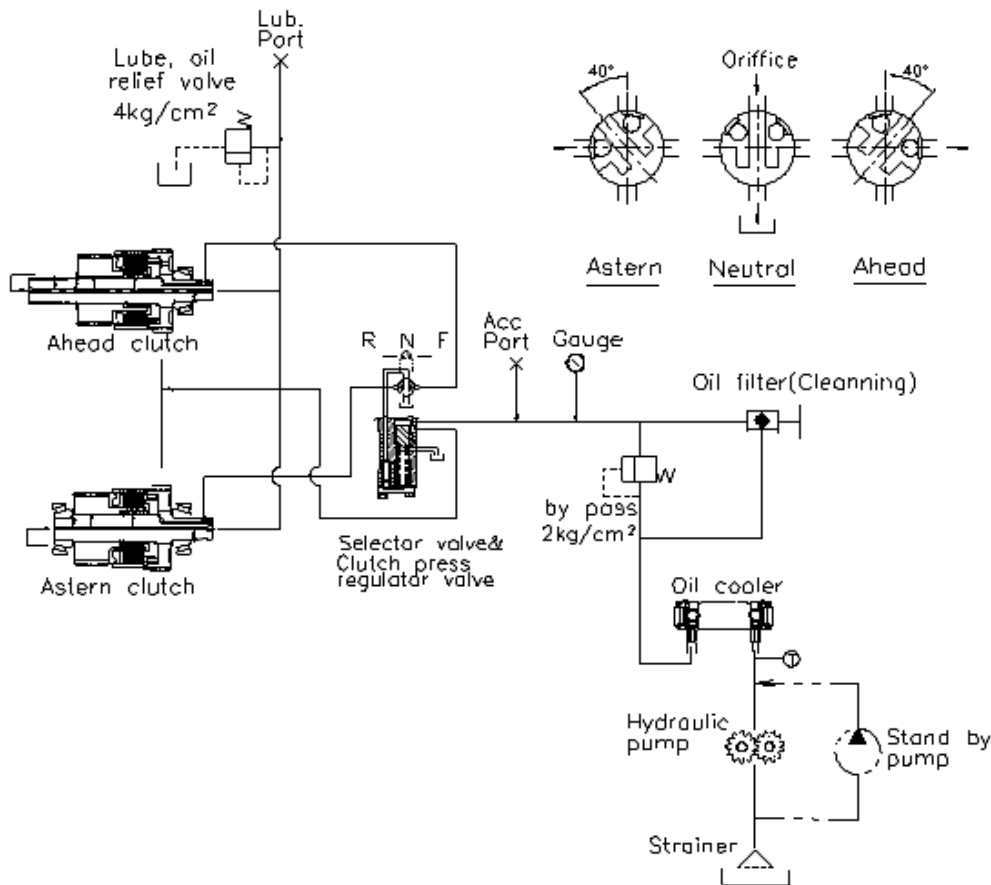 Lub.
Port
Lube, oil
relief valve
4kg/cm²
Oriffice
40°
40°
Astern
Neutral
Ahead
Ahead clutch
R N F
Acc
Port
Gauge
Oil filter(Cleanning)
by pass
2kg/cm²
Selector valve&
Clutch press
regulator valve
Astern clutch
Oil cooler
T
Hydraulic
pump
Stand by
pump
Strainer